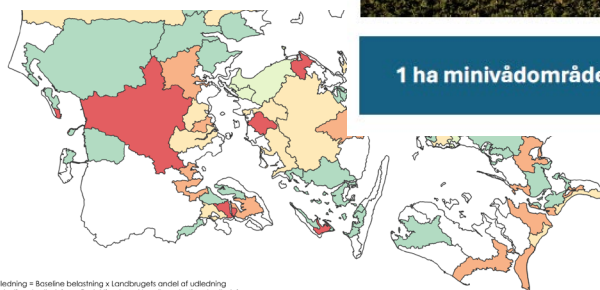 1 ha minivådområde
ledning = Baseline belastning x Landbrugets andel af udledning